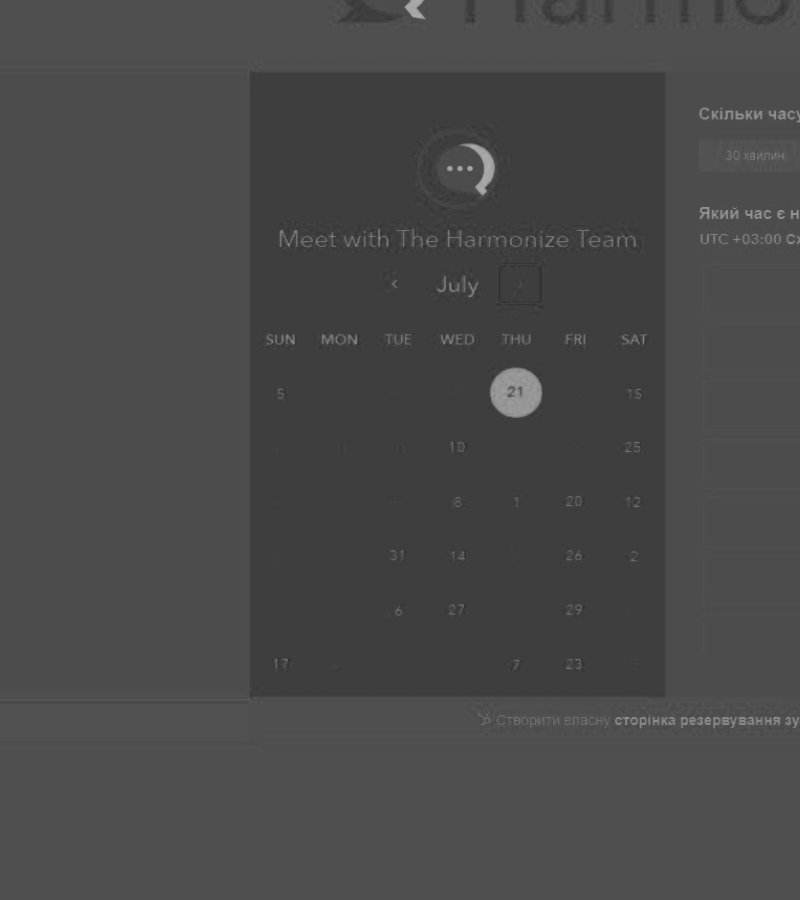 Harmo
Скільки часу
30 хвилин
Meet with The Harmonize Team
Який час є н
UTC +03:00
July
SUN MON TUE WED THU FRI SAT
5 21 15
10 25
8 1 20 12
31 14 26 2
6 27 29
17 7 23
Створити власну сторінка резервування зу